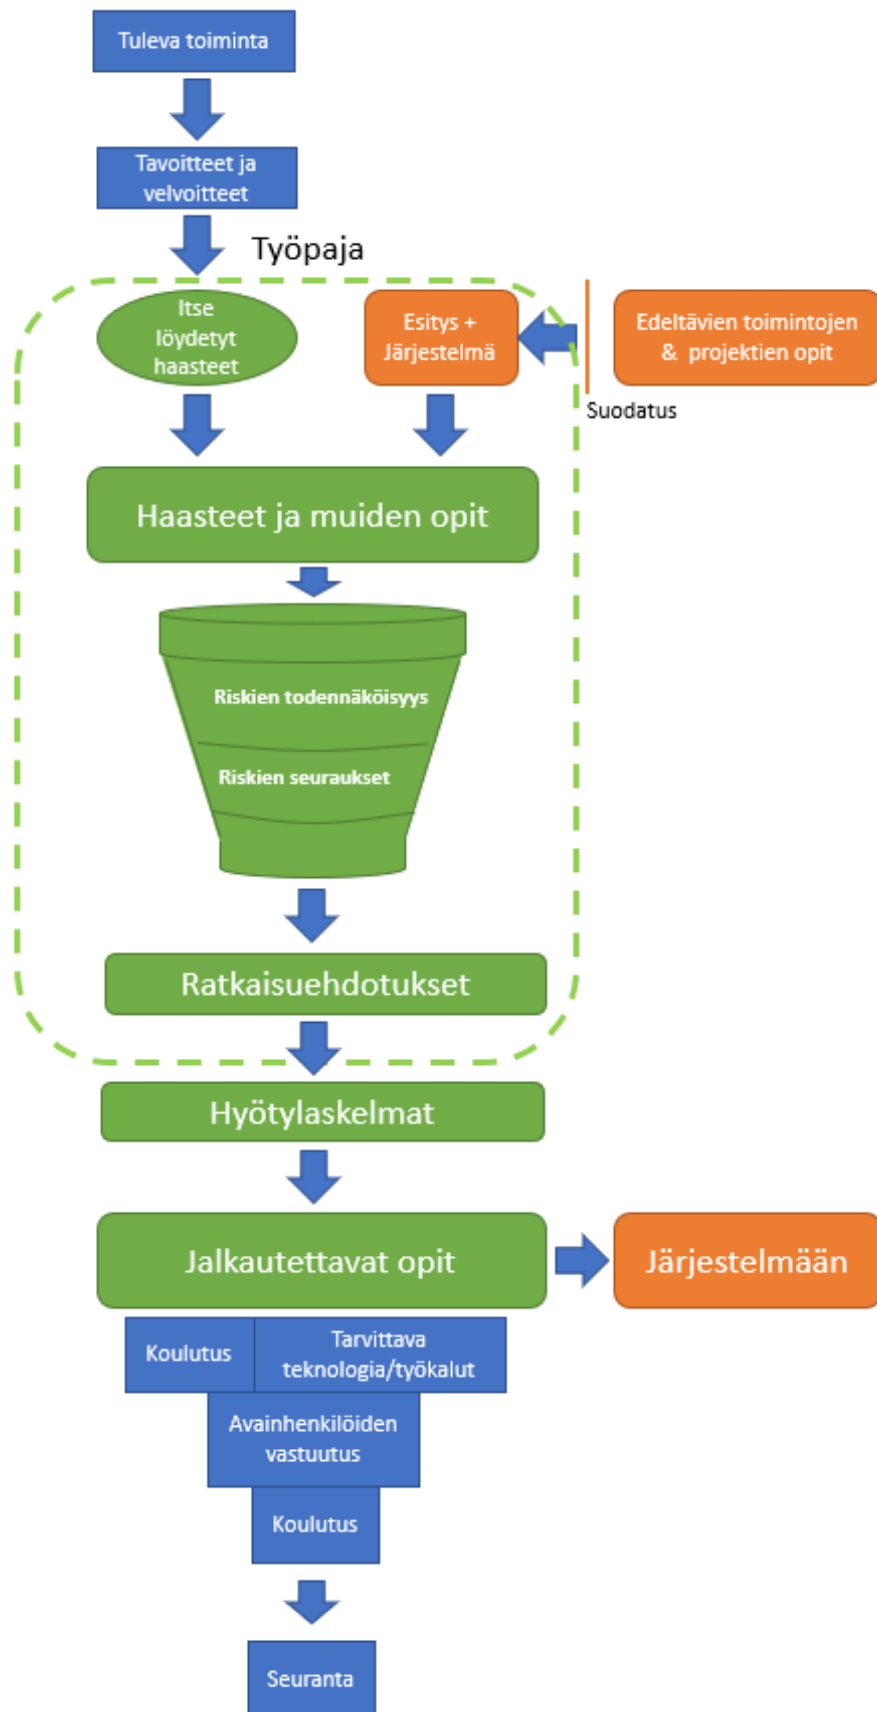 Tuleva toiminta
Tavoitteet ja
velvoitteet
Työpaja
Itse
löydetyt
haasteet
Esitys +
Järjestelmä
Edeltävien toimintojen
& projektien opit
Suodatus
Haasteet ja muiden opit
Riskien todennäköisyys
Riskien seuraukset
Ratkaisuehdotukset
Hyötylaskelmat
Jalkautettavat opit
Järjestelmään
Koulutus
Tarvittava
teknologia/työkalut
Avainhenkilöiden
vastuutus
Koulutus
Seuranta